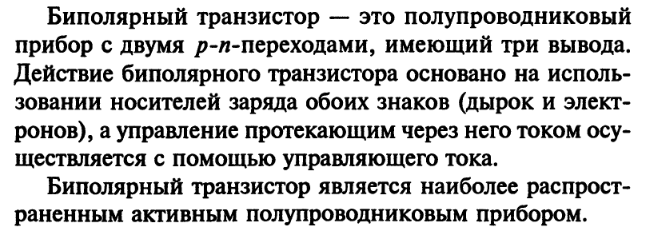 Биполярный транзистор — это полупроводниковый
прибор с двумя p-n-переходами, имеющий три вывода.
Действие биполярного транзистора основано на исполь-
зовании носителей заряда обоих знаков (дырок и элект-
ронов), а управление протекающим через него током осу-
ществляется с помощью управляющего тока.
Биполярный транзистор является наиболее распрост-
раненным активным полупроводниковым прибором.